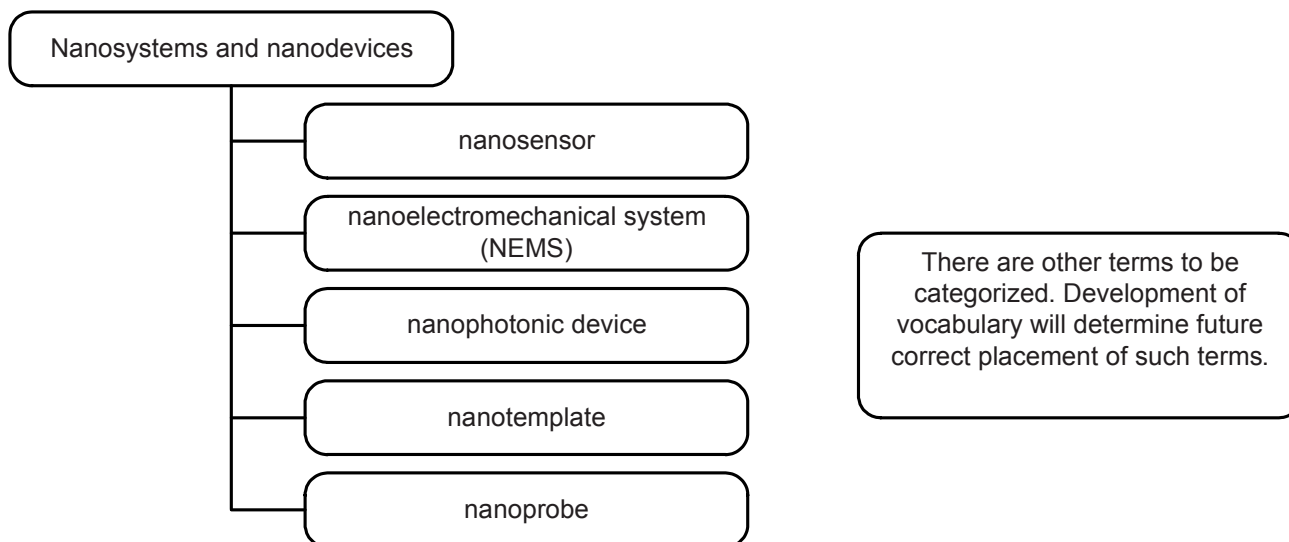 Nanosystems and nanodevices
nanosensor
nanoelectromechanical system
(NEMS)
nanophotonic device
nanotemplate
nanoprobe
There are other terms to be
categorized. Development of
vocabulary will determine future
correct placement of such terms.